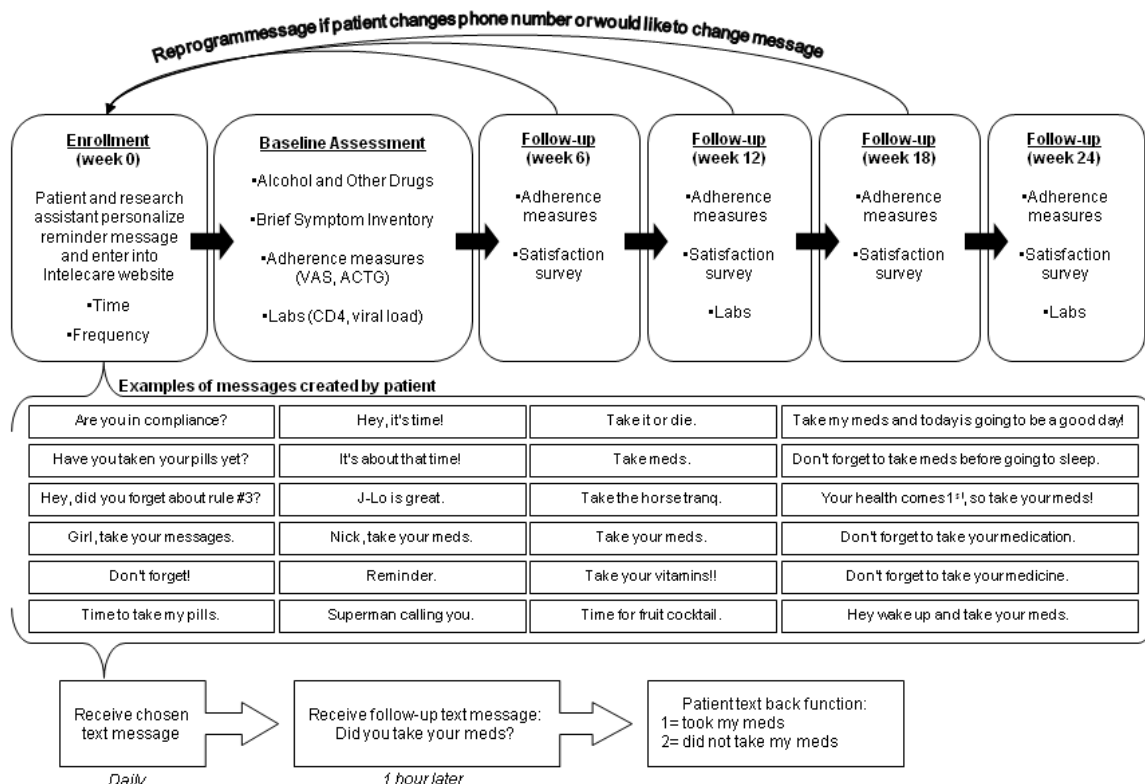 Reprogram message if patient changes phone number or would like to change message
Enrollment
(week 0)
Patient and research
assistant personalize
reminder message
and enter into
Intelecare website
▪Time
▪Frequency
Baseline Assessment
▪Alcohol and Other Drugs
▪Brief Symptom Inventory
▪Adherence measures
(VAS, ACTG)
▪Labs (CD4, viral load)
Follow-up
(week 6)
▪Adherence
measures
▪Satisfaction
survey
Follow-up
(week 12)
▪Adherence
measures
▪Satisfaction
survey
▪Labs
Follow-up
(week 18)
▪Adherence
measures
▪Satisfaction
survey
Follow-up
(week 24)
▪Adherence
measures
▪Satisfaction
survey
▪Labs
Examples of messages created by patient
Are you in compliance?
Hey, it's time!
Take it or die.
Take my meds and today is going to be a good day!
Have you taken your pills yet?
It's about that time!
Take meds.
Don't forget to take meds before going to sleep.
Hey, did you forget about rule #3?
J-Lo is great.
Take the horse tranq.
Your health comes 1st, so take your meds!
Girl, take your messages.
Nick, take your meds.
Take your meds.
Don't forget to take your medication.
Don't forget!
Reminder.
Take your vitamins!!
Don't forget to take your medicine.
Time to take my pills.
Superman calling you.
Time for fruit cocktail.
Hey wake up and take your meds.
Receive chosen
text message
Daily
Receive follow-up text message:
Did you take your meds?
1 hour later
Patient text back function:
1= took my meds
2= did not take my meds